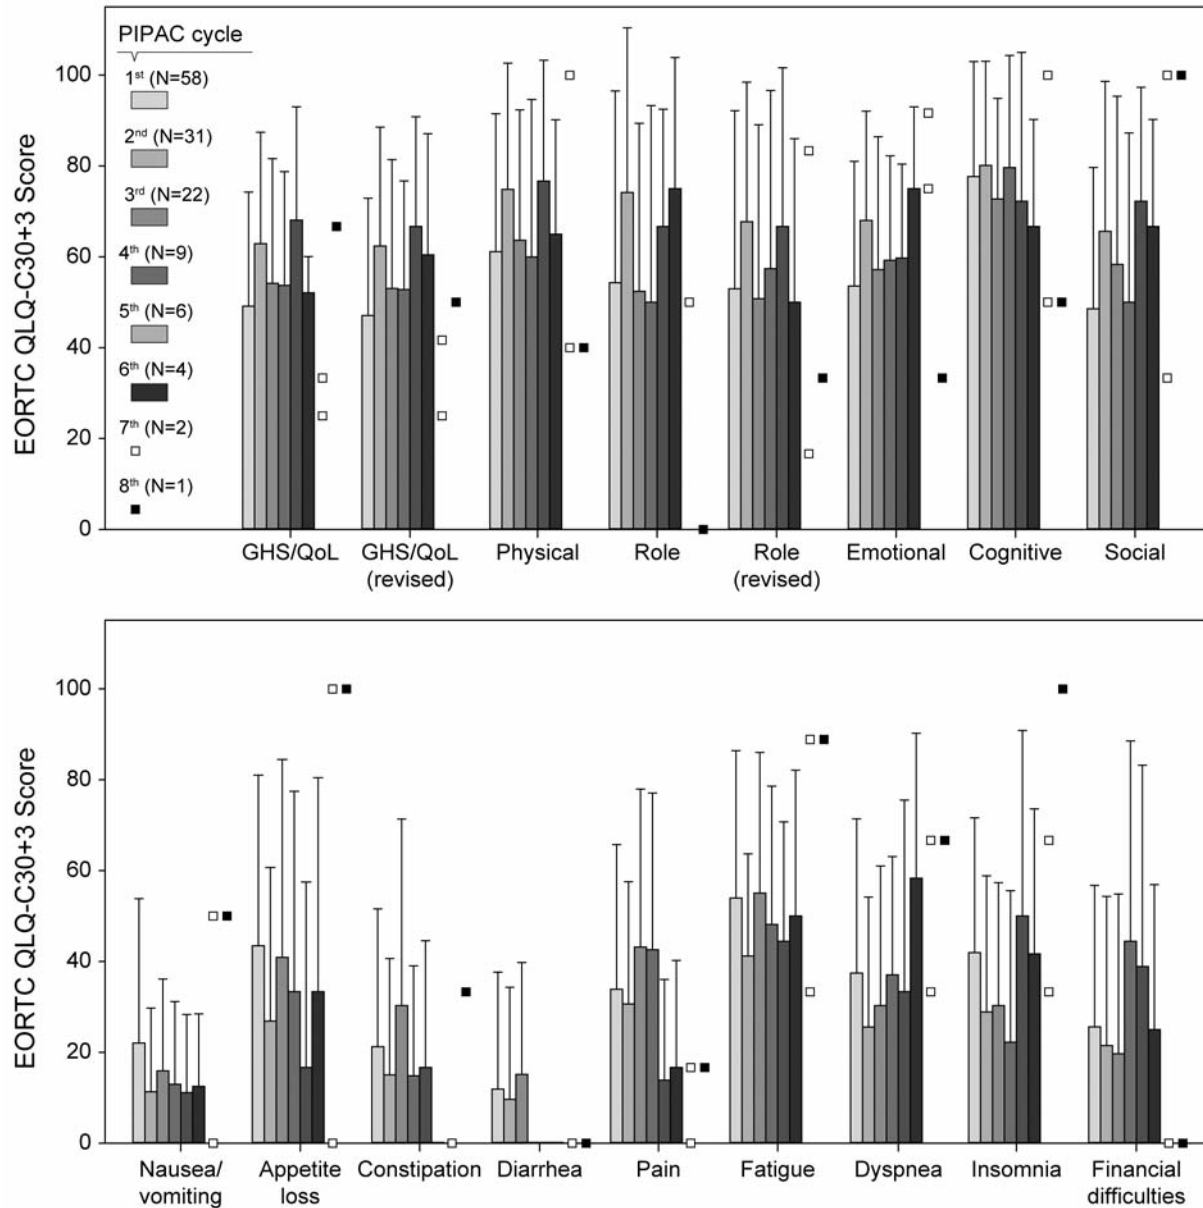 PIPAC cycle
1st (N=58)
2nd (N=31)
3rd (N=22)
4th (N=9)
5th (N=6)
6th (N=4)
7th (N=2)
8th (N=1)
EORTC QLQ-C30+3 Score
100
80
60
40
20
0
GHS/QoL
GHS/QoL
(revised)
Physical
Role
Role
(revised)
Emotional
Cognitive
Social
EORTC QLQ-C30+3 Score
100
80
60
40
20
0
Nausea/
vomiting
Appetite
loss
Constipation
Diarrhea
Pain
Fatigue
Dyspnea
Insomnia
Financial
difficulties